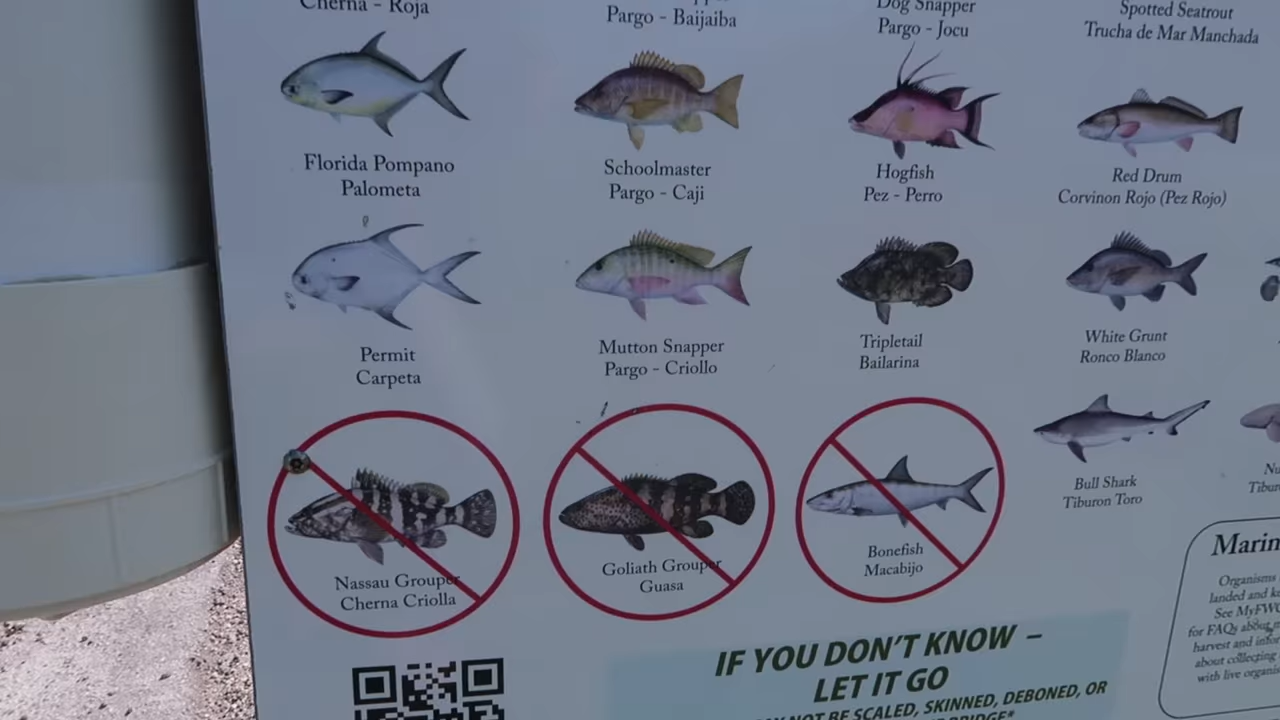 Cherna - Roja
Pargo - Baijaiba
Dog Snapper
Pargo - Jocu
Spotted Seatrout
Trucha de Mar Manchada
Florida Pompano
Palometa
Schoolmaster
Pargo - Caji
Hogfish
Pez - Perro
Red Drum
Corvinon Rojo (Pez Rojo)
Permit
Carpeta
Mutton Snapper
Pargo - Criollo
Tripletail
Bailarina
White Grunt
Ronco Blanco
Nassau Grouper
Cherna Criolla
Goliath Grouper
Guasa
Bonefish
Macabijo
Bull Shark
Tiburon Toro
IF YOU DON'T KNOW –
LET IT GO
NOT BE SCALED, SKINNED, DEBONED, OR
Organisms
landed and
See
for FAQs about
harvest and
about collecting
with live